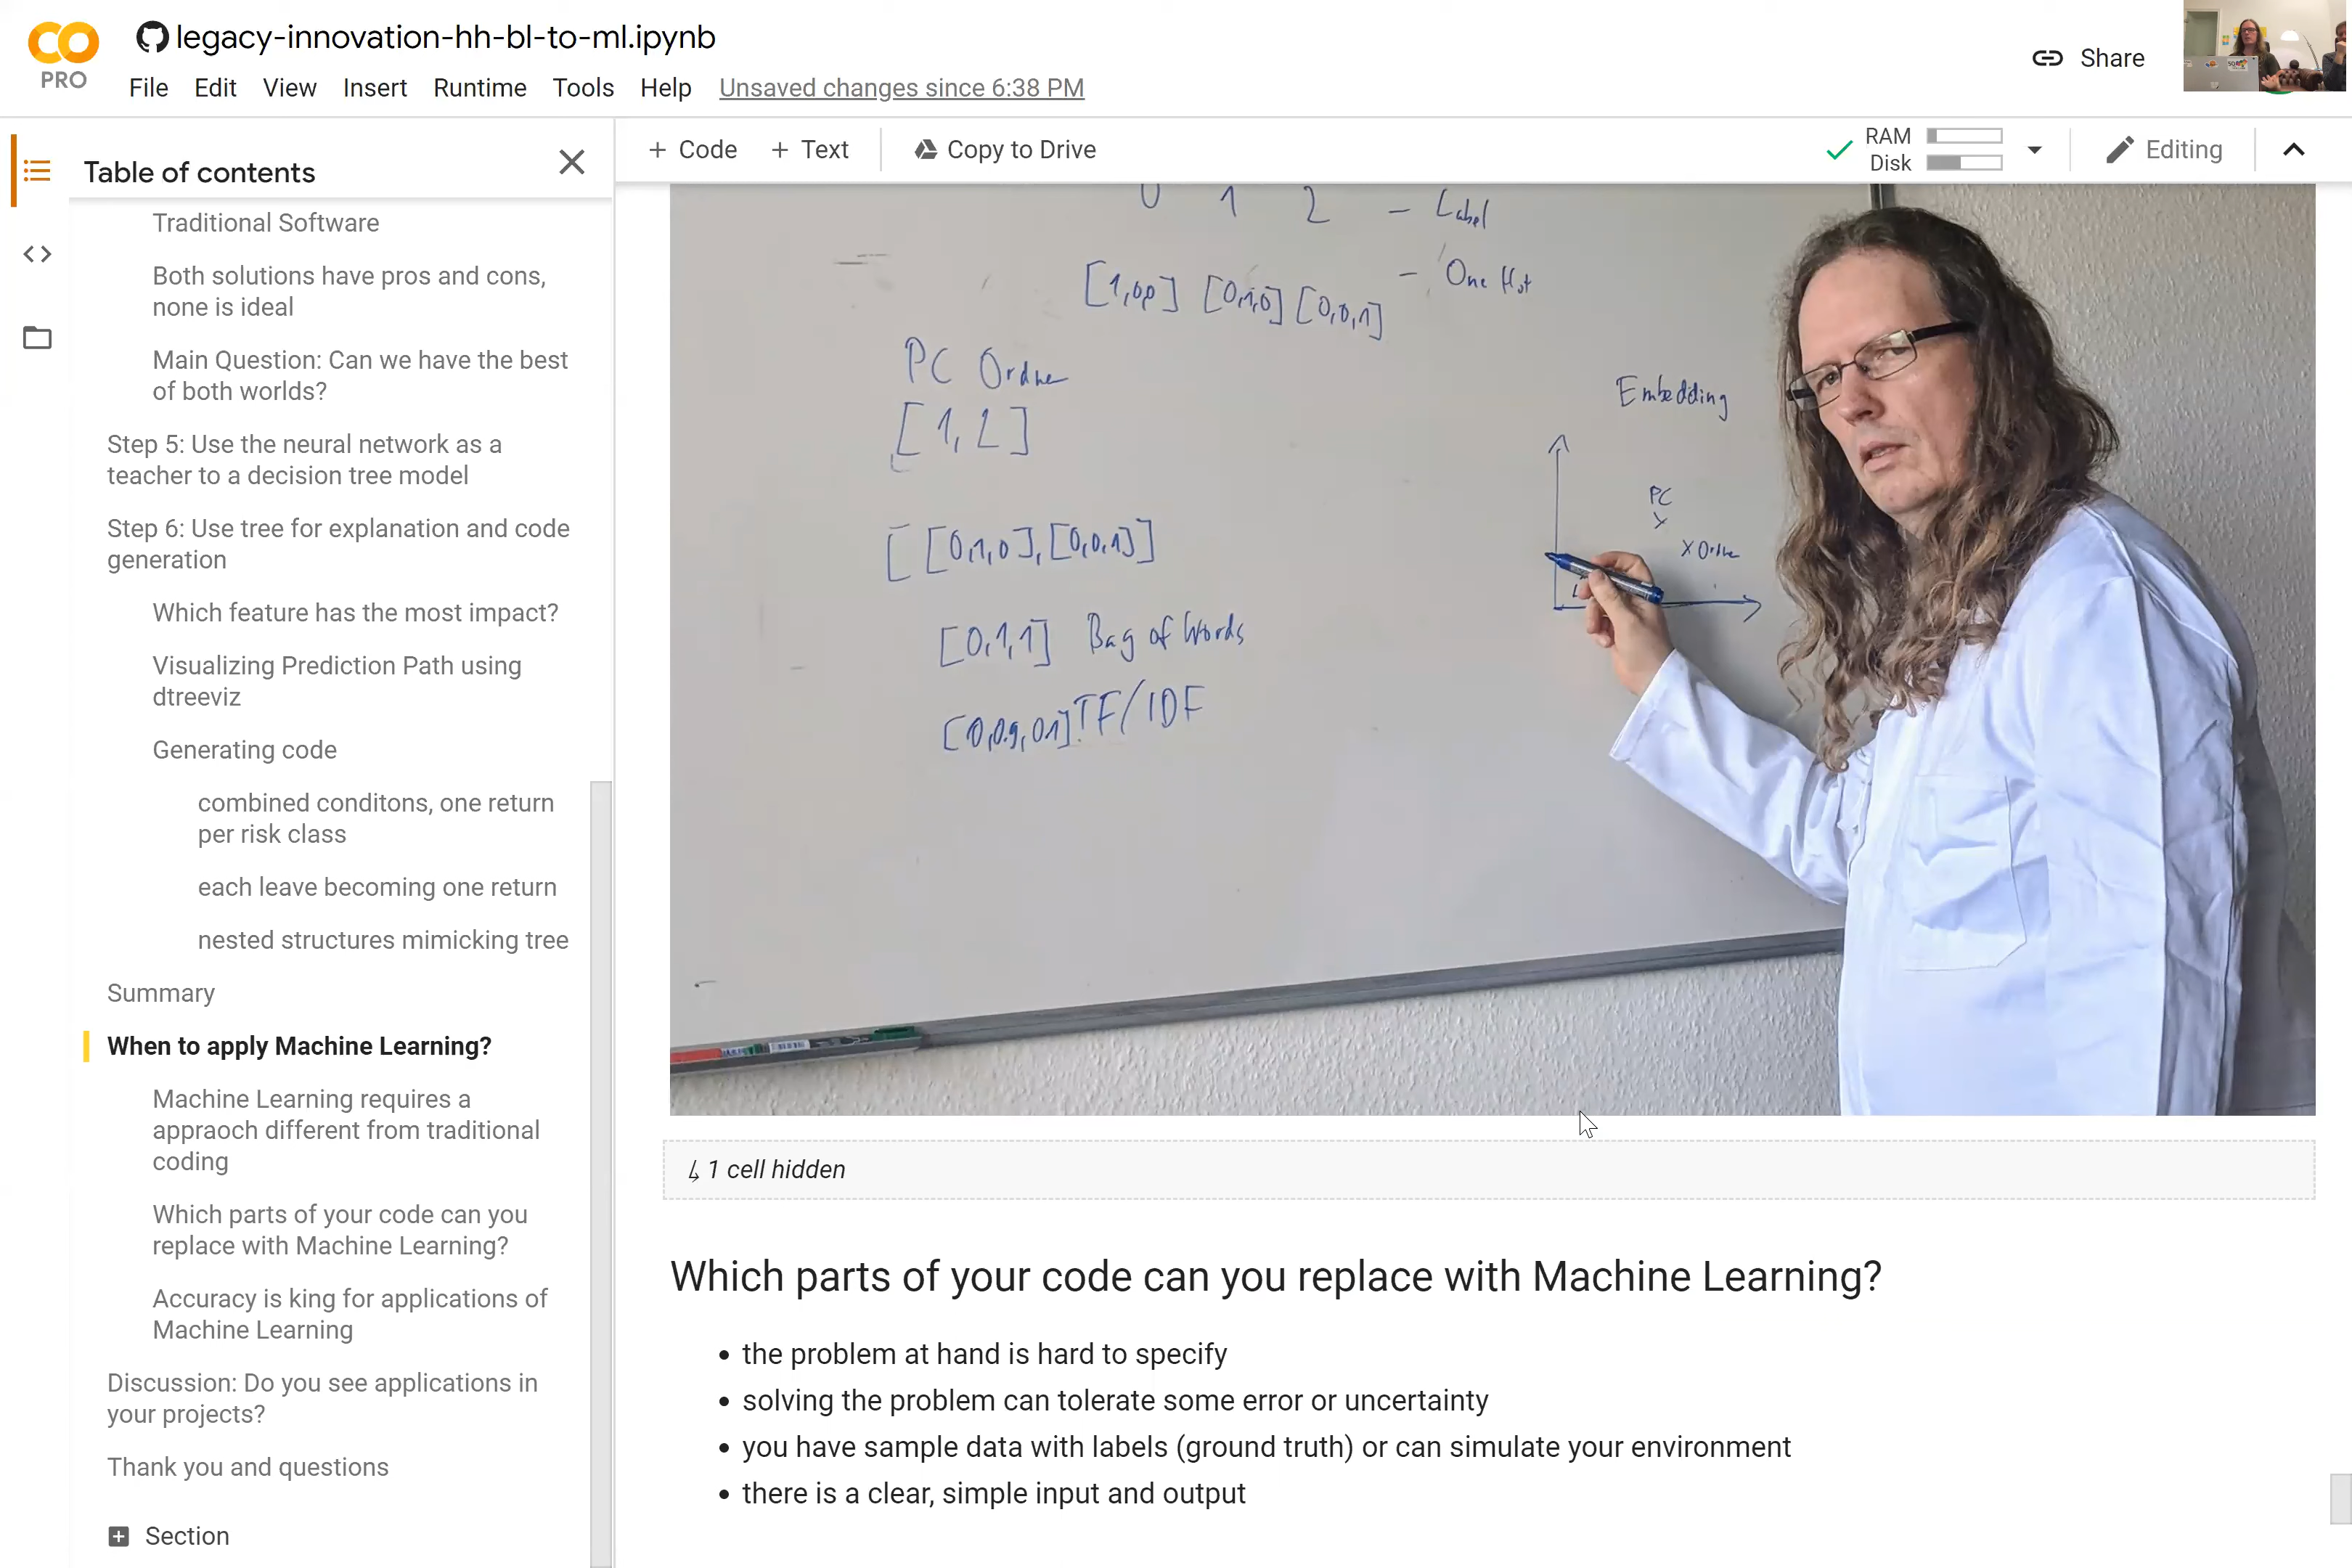 legacy-innovation-hh-bl-to-ml.ipynb
PRO
File Edit View Insert Runtime Tools Help Unsaved changes since 6:38 PM
Share
Table of contents
Traditional Software
Both solutions have pros and cons,
none is ideal
Main Question: Can we have the best
of both worlds?
Step 5: Use the neural network as a
teacher to a decision tree model
Step 6: Use tree for explanation and code
generation
Which feature has the most impact?
Visualizing Prediction Path using
dtreeviz
Generating code
combined conditons, one return
per risk class
each leave becoming one return
nested structures mimicking tree
Summary
When to apply Machine Learning?
Machine Learning requires a
appraoch different from traditional
coding
Which parts of your code can you
replace with Machine Learning?
Accuracy is king for applications of
Machine Learning
Discussion: Do you see applications in
your projects?
Thank you and questions
Section
+ Code + Text Copy to Drive
RAM
Disk
Editing
0 1 2 - Label
[1,0,0] [0,1,0] [0,0,1] - One Hot
PC Ordne
[1, 2]
[[0,1,0], [0,0,1]]
[0,1,1] Bag of Words
[0,0.9,0.1] TF/IDF
Embedding
PC
x
x Ordne
1 cell hidden
Which parts of your code can you replace with Machine Learning?
• the problem at hand is hard to specify
• solving the problem can tolerate some error or uncertainty
• you have sample data with labels (ground truth) or can simulate your environment
• there is a clear, simple input and output